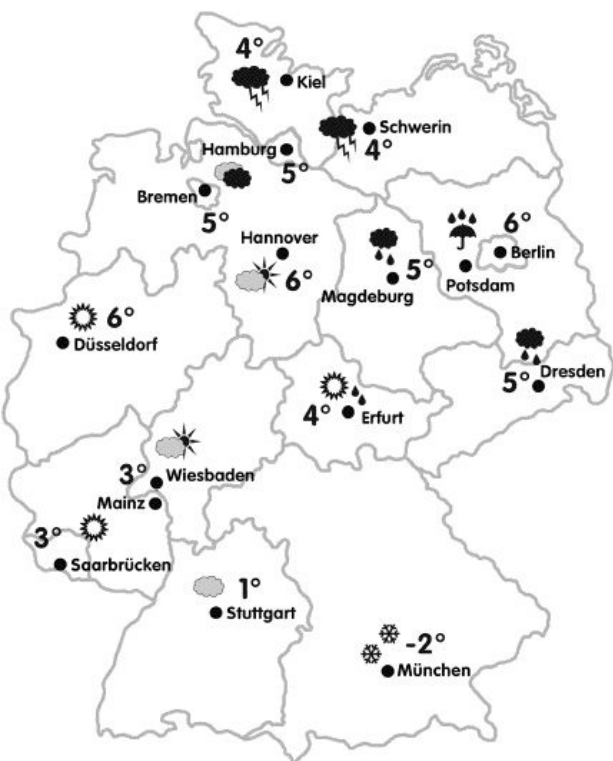 4°
Kiel
Schwerin
4°
Hamburg
5°
Bremen
5°
Hannover
6°
6°
Berlin
Potsdam
5°
Magdeburg
6°
Düsseldorf
Dresden
5°
4°
Erfurt
3°
Wiesbaden
Mainz
3°
Saarbrücken
1°
Stuttgart
-2°
München